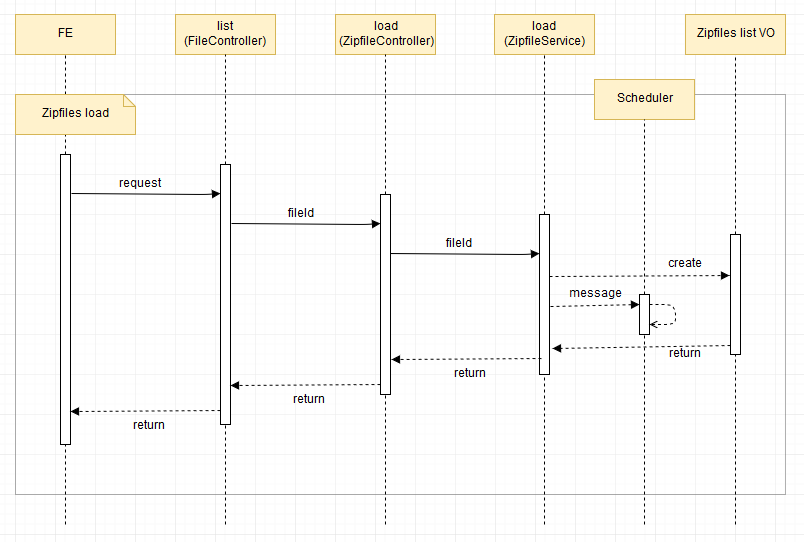 FE
list
(FileController)
load
(ZipfileController)
load
(ZipfileService)
Zipfiles list VO
Scheduler
Zipfiles load
request
fileId
fileId
create
message
return
return
return
return